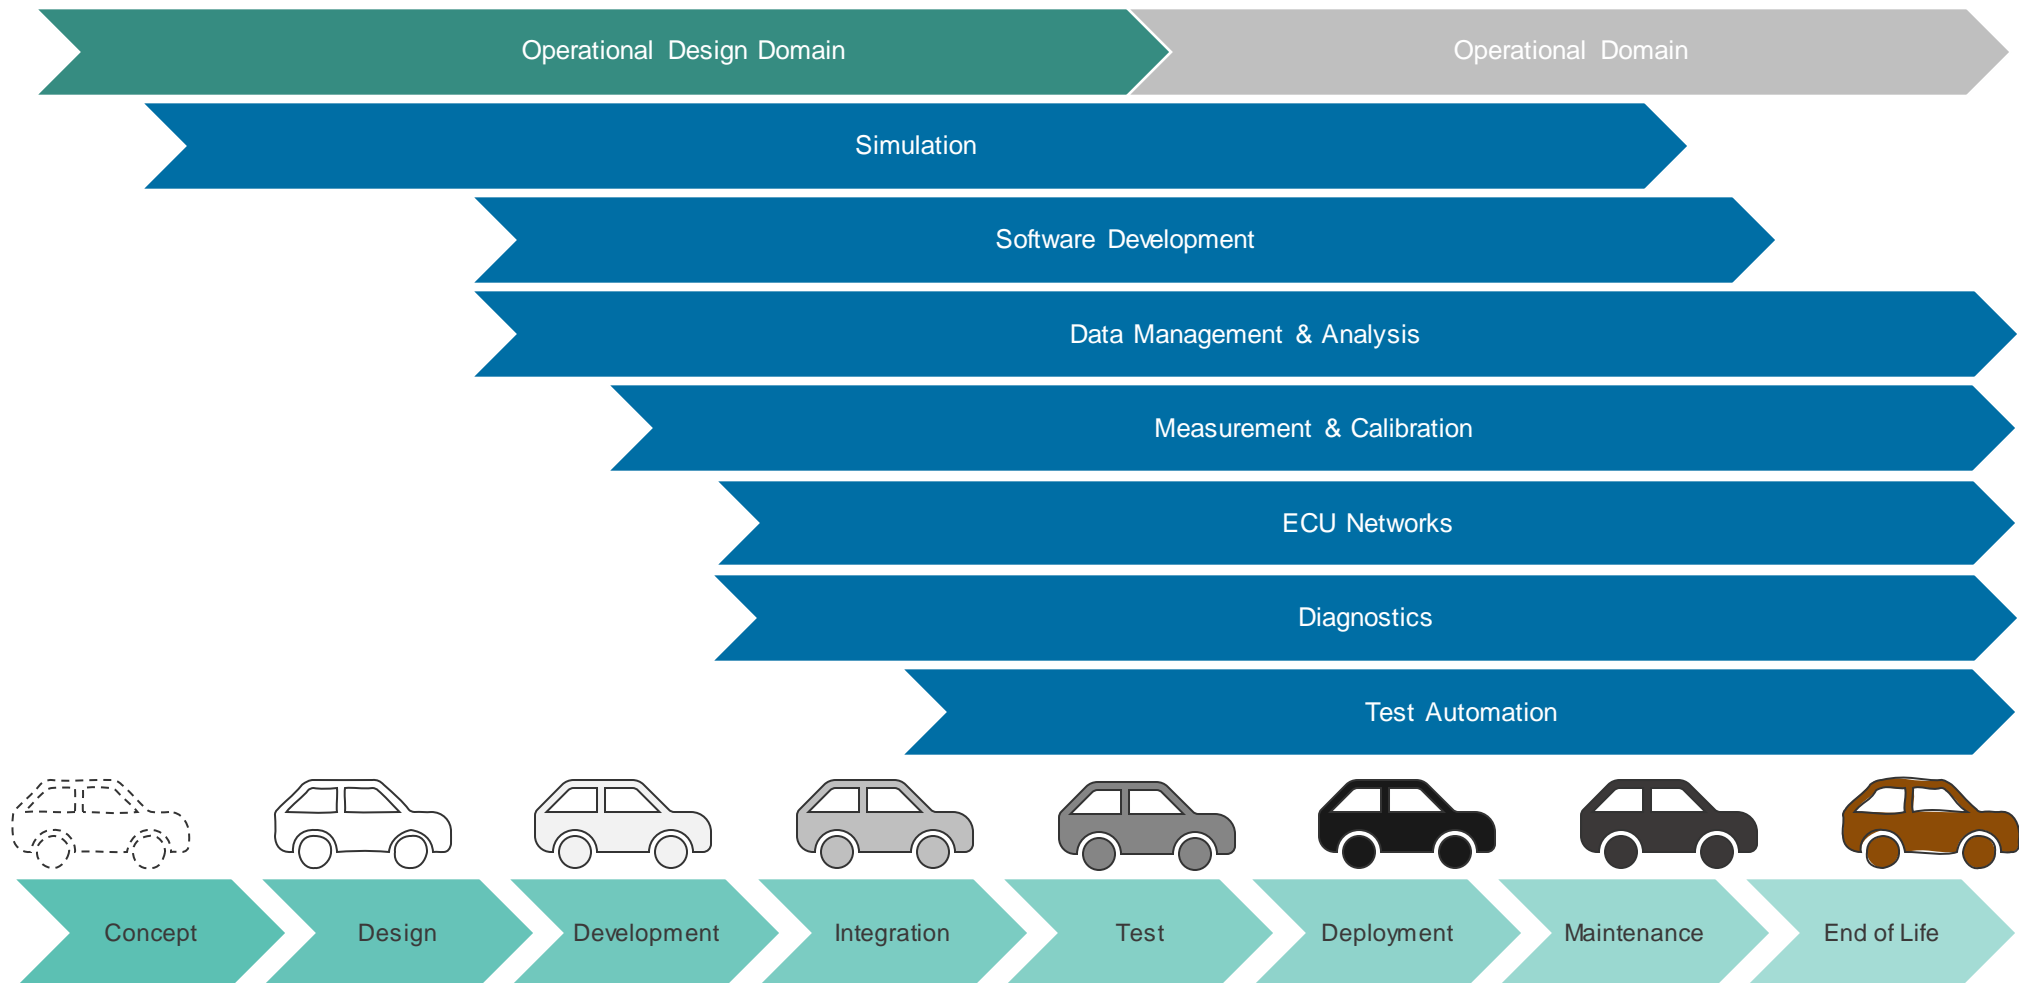 Operational Design Domain
Operational Domain
Simulation
Software Development
Data Management & Analysis
Measurement & Calibration
ECU Networks
Diagnostics
Test Automation
Concept
Design
Development
Integration
Test
Deployment
Maintenance
End of Life